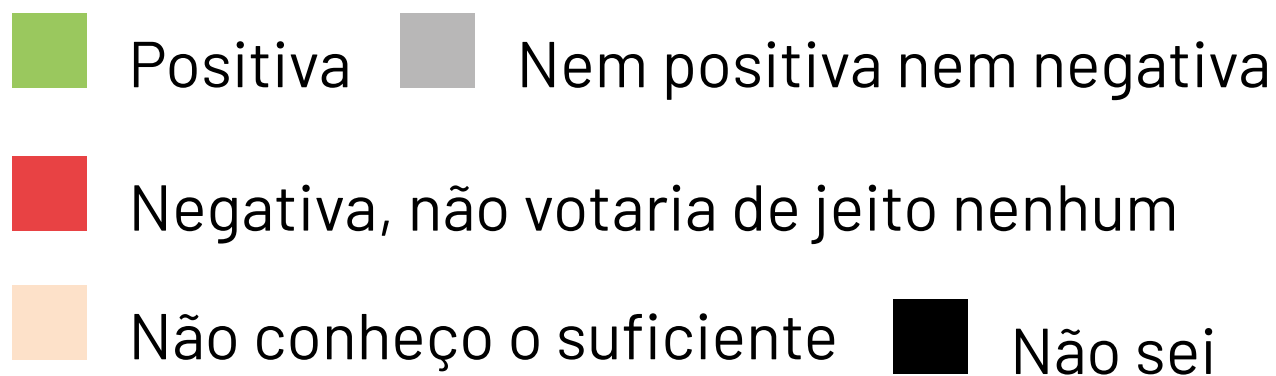 Positiva Nem positiva nem negativa
Negativa, não votaria de jeito nenhum
Não conheço o suficiente Não sei